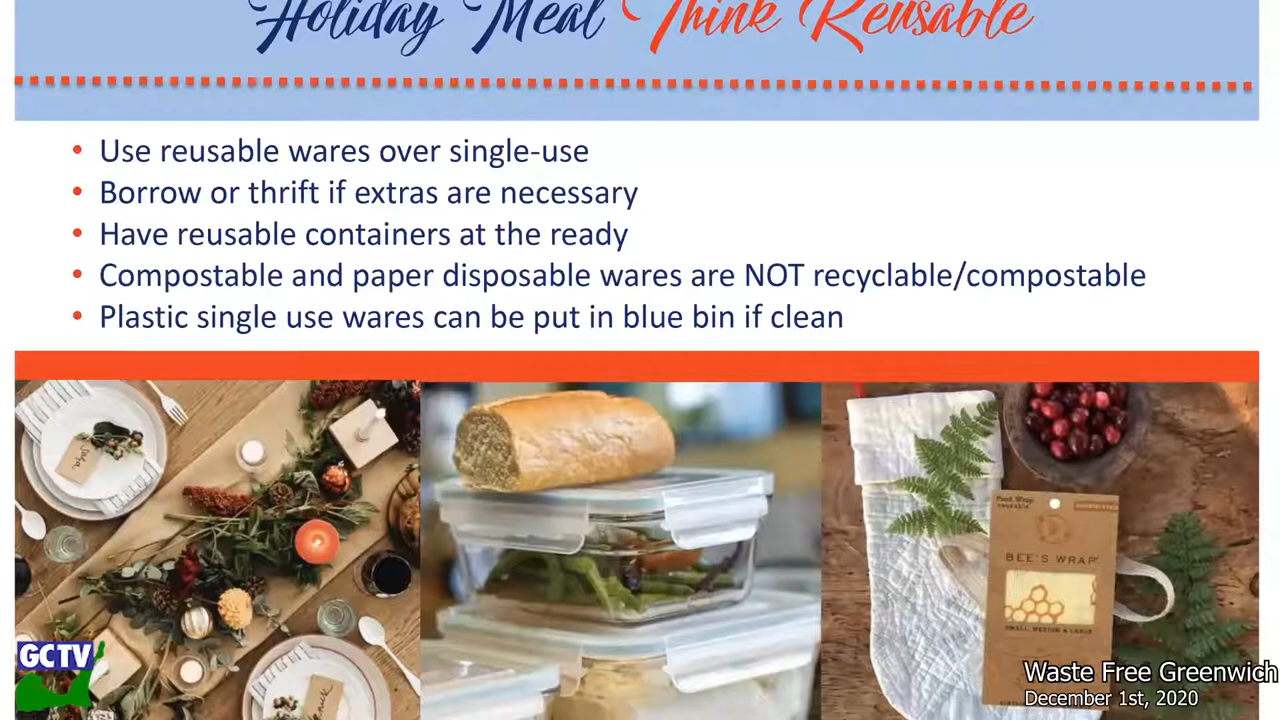 Holiday Meal Think Reusable
Use reusable wares over single-use
Borrow or thrift if extras are necessary
Have reusable containers at the ready
Compostable and paper disposable wares are NOT recyclable/compostable
Plastic single use wares can be put in blue bin if clean
Food Wrap
BEE'S WRAP
SMALL, MEDIUM & LARGE
GCTV
Waste Free Greenwich
December 1st, 2020